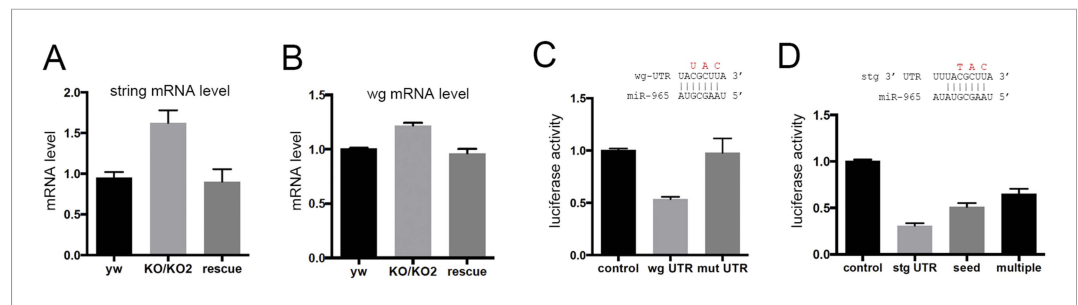 A
string mRNA level
mRNA level
2.0
1.5
1.0
0.5
0.0
yw
KO/KO2
rescue
B
wg mRNA level
mRNA level
1.5
1.0
0.5
0.0
yw
KO/KO2
rescue
C
U A C
wg-UTR UACGCUUA 3’
miR-965 AUGCGAAU 5’
luciferase activity
1.5
1.0
0.5
0.0
control
wg UTR
mut UTR
D
T A C
stg 3’ UTR UUUACGCUUA 3’
miR-965 AUAUGCGAAU 5’
luciferase activity
1.5
1.0
0.5
0.0
control
stg UTR
seed
multiple